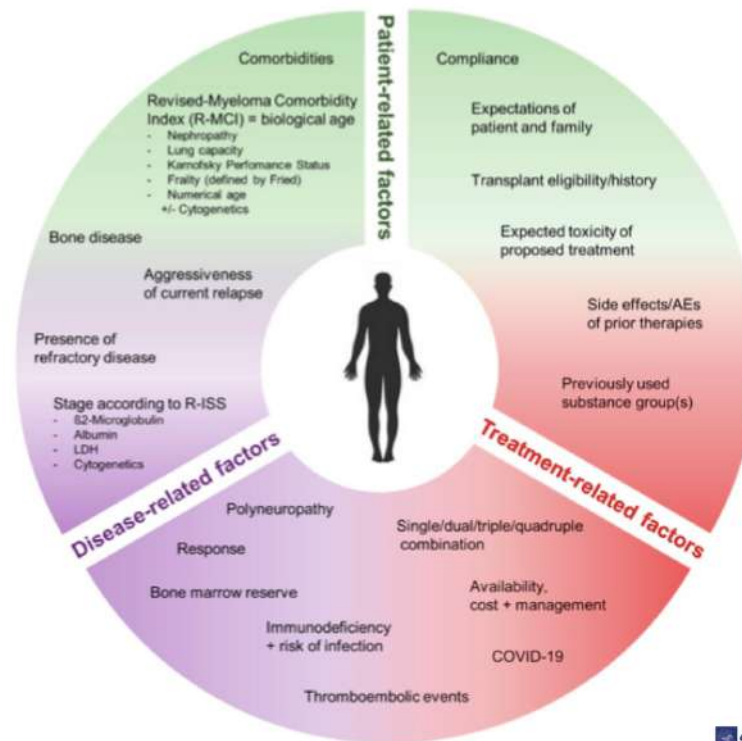 Patient-related factors
Comorbidities
Revised-Myeloma Comorbidity
Index (R-MCI) = biological age
- Nephropathy
- Lung capacity
- Karnofsky Perfomance Status
- Frailty (defined by Fried)
- Numerical age
+/- Cytogenetics
Bone disease
Aggressiveness
of current relapse
Presence of
refractory disease
Stage according to R-ISS
- ß2-Microglobulin
- Albumin
- LDH
- Cytogenetics
Compliance
Expectations of
patient and family
Transplant eligibility/history
Expected toxicity of
proposed treatment
Side effects/AEs
of prior therapies
Previously used
substance group(s)
Disease-related factors
Treatment-related factors
Polyneuropathy
Response
Bone marrow reserve
Immunodeficiency
+ risk of infection
Thromboembolic events
Single/dual/triple/quadruple
combination
Availability,
cost + management
COVID-19